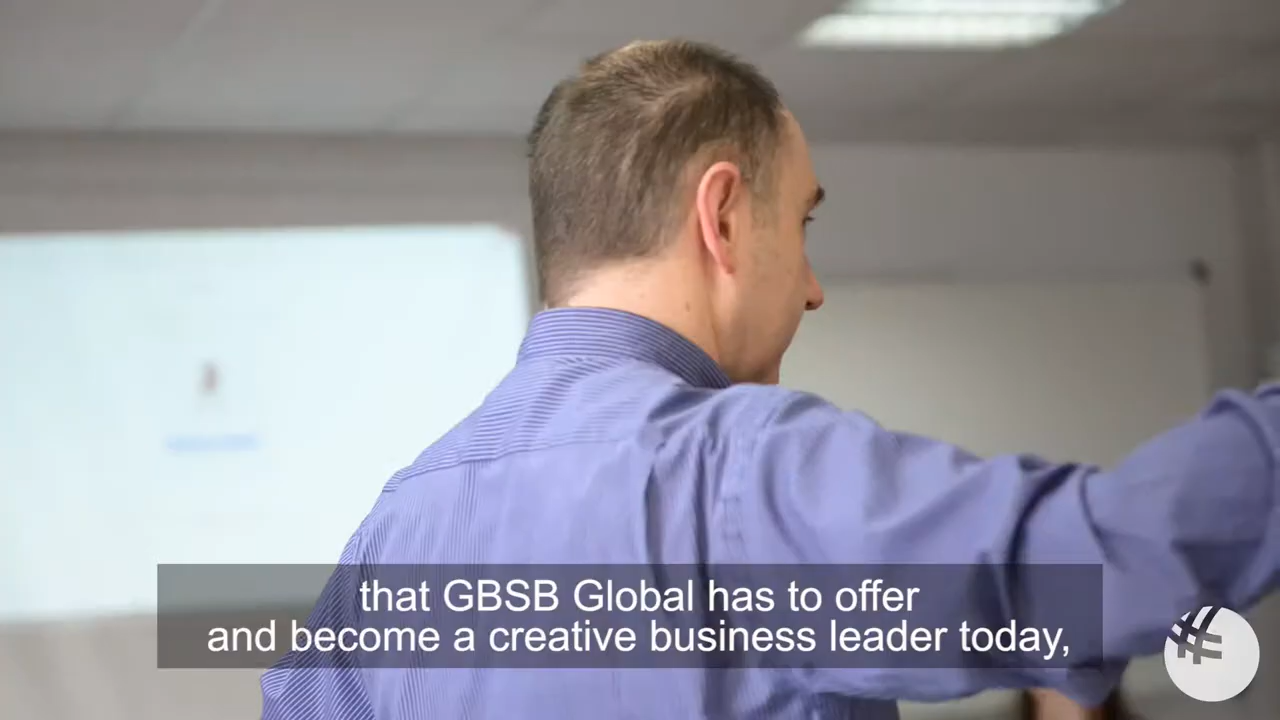 that GBSB Global has to offer
and become a creative business leader today,